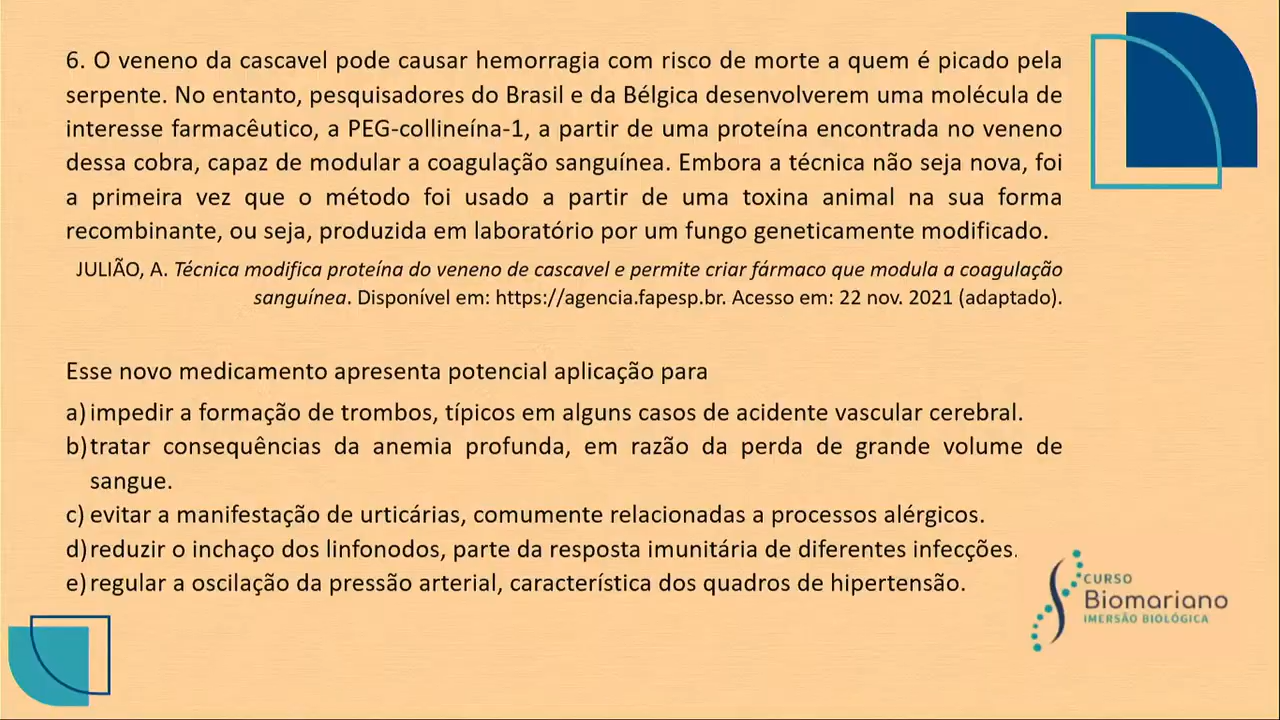 6. O veneno da cascavel pode causar hemorragia com risco de morte a quem é picado pela
serpente. No entanto, pesquisadores do Brasil e da Bélgica desenvolverem uma molécula de
interesse farmacêutico, a PEG-collineína-1, a partir de uma proteína encontrada no veneno
dessa cobra, capaz de modular a coagulação sanguínea. Embora a técnica não seja nova, foi
a primeira vez que o método foi usado a partir de uma toxina animal na sua forma
recombinante, ou seja, produzida em laboratório por um fungo geneticamente modificado.
JULIÃO, A. Técnica modifica proteína do veneno de cascavel e permite criar fármaco que modula a coagulação
sanguínea. Disponível em: https://agencia.fapesp.br. Acesso em: 22 nov. 2021 (adaptado).
Esse novo medicamento apresenta potencial aplicação para
a) impedir a formação de trombos, típicos em alguns casos de acidente vascular cerebral.
b) tratar consequências da anemia profunda, em razão da perda de grande volume de
sangue.
c) evitar a manifestação de urticárias, comumente relacionadas a processos alérgicos.
d) reduzir o inchaço dos linfonodos, parte da resposta imunitária de diferentes infecções.
e) regular a oscilação da pressão arterial, característica dos quadros de hipertensão.
CURSO
Biomariano
IMERSÃO BIOLÓGICA